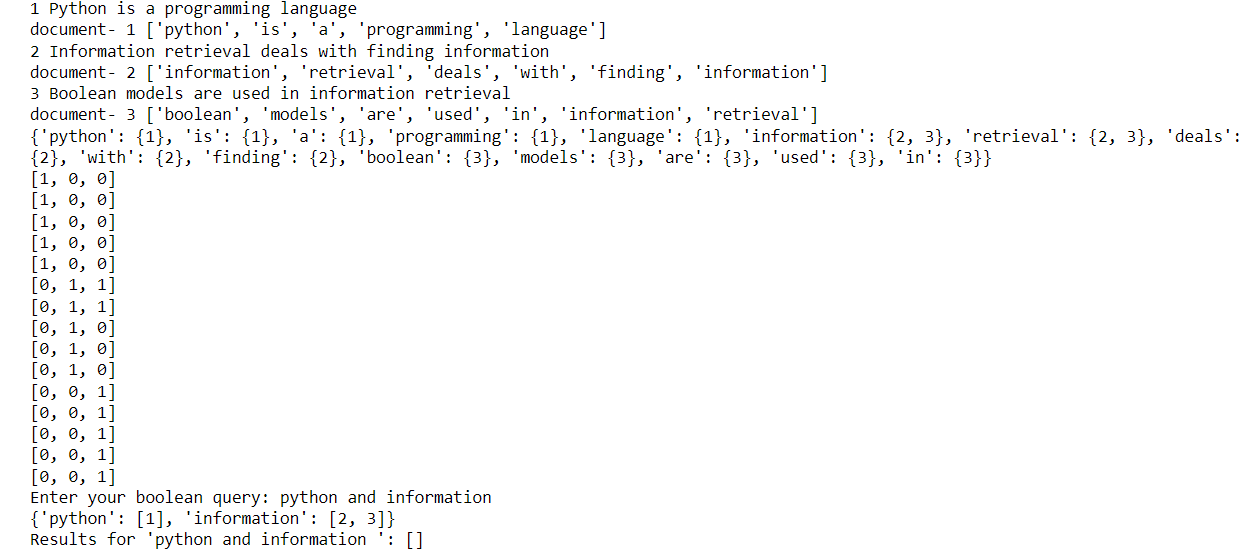 1 Python is a programming language
document- 1 ['python', 'is', 'a', 'programming', 'language']
2 Information retrieval deals with finding information
document- 2 ['information', 'retrieval', 'deals', 'with', 'finding', 'information']
3 Boolean models are used in information retrieval
document- 3 ['boolean', 'models', 'are', 'used', 'in', 'information', 'retrieval']
{'python': {1}, 'is': {1}, 'a': {1}, 'programming': {1}, 'language': {1}, 'information': {2, 3}, 'retrieval': {2, 3}, 'deals':
{2}, 'with': {2}, 'finding': {2}, 'boolean': {3}, 'models': {3}, 'are': {3}, 'used': {3}, 'in': {3}}
[1, 0, 0]
[1, 0, 0]
[1, 0, 0]
[1, 0, 0]
[1, 0, 0]
[0, 1, 1]
[0, 1, 1]
[0, 1, 0]
[0, 1, 0]
[0, 1, 0]
[0, 0, 1]
[0, 0, 1]
[0, 0, 1]
[0, 0, 1]
[0, 0, 1]
Enter your boolean query: python and information
{'python': [1], 'information': [2, 3]}
Results for 'python and information ': []